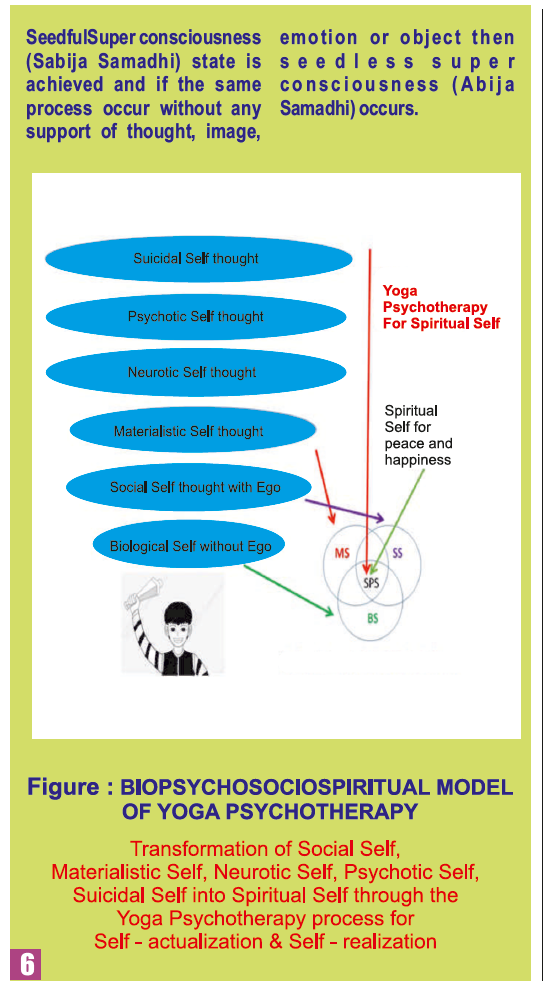 SeedfulSuper consciousness
(Sabija Samadhi) state is
achieved and if the same
process occur without any
support of thought, image,
emotion or object then
seedless super
consciousness (Abija
Samadhi) occurs.
Suicidal Self thought
Psychotic Self thought
Neurotic Self thought
Materialistic Self thought
Social Self thought with Ego
Biological Self without Ego
Yoga
Psychotherapy
For Spiritual Self
Spiritual
Self for
peace and
happiness
MS
SS
SPS
BS
Figure : BIOPSYCHOSOCIOSPIRITUAL MODEL
OF YOGA PSYCHOTHERAPY
Transformation of Social Self,
Materialistic Self, Neurotic Self, Psychotic Self,
Suicidal Self into Spiritual Self through the
Yoga Psychotherapy process for
Self - actualization & Self - realization
6